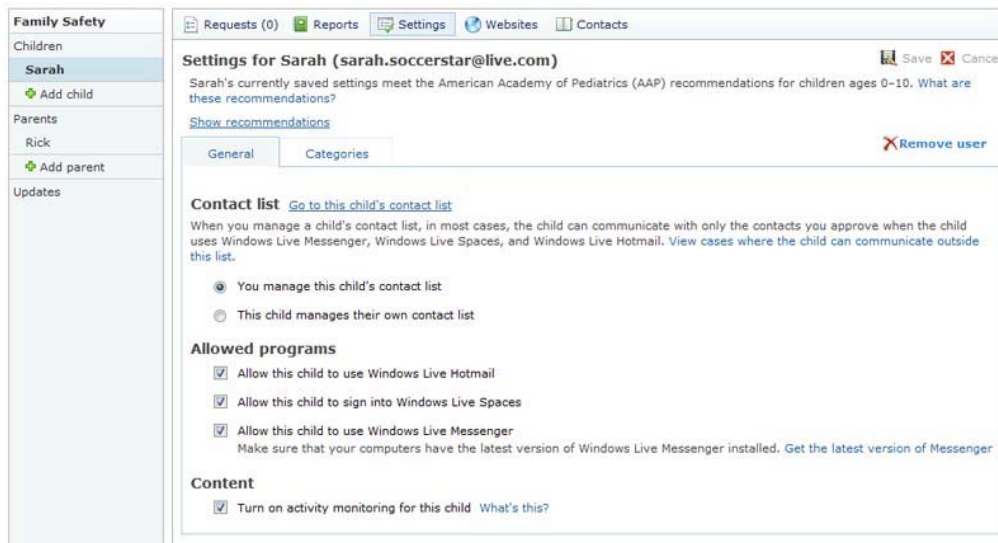 Family Safety
Children
Sarah
Add child
Parents
Rick
Add parent
Updates
Requests (0) Reports Settings Websites Contacts
Settings for Sarah (sarah.soccerstar@live.com)
Save Cance
Sarah's currently saved settings meet the American Academy of Pediatrics (AAP) recommendations for children ages 0-10. What are
these recommendations?
Show recommendations
General Categories
Remove user
Contact list Go to this child's contact list
When you manage a child's contact list, in most cases, the child can communicate with only the contacts you approve when the child
uses Windows Live Messenger, Windows Live Spaces, and Windows Live Hotmail. View cases where the child can communicate outside
this list.
You manage this child's contact list
This child manages their own contact list
Allowed programs
Allow this child to use Windows Live Hotmail
Allow this child to sign into Windows Live Spaces
Allow this child to use Windows Live Messenger
Make sure that your computers have the latest version of Windows Live Messenger installed. Get the latest version of Messenger
Content
Turn on activity monitoring for this child What's this?